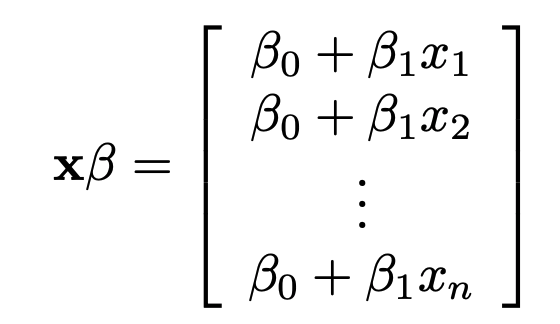 β₀ + β₁x₁
β₀ + β₁x₂
𝐱β =
⋮
β₀ + β₁xₙ